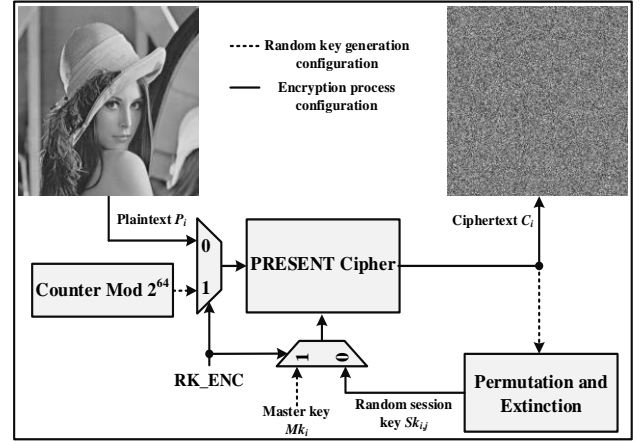 Random key generation
configuration
Encryption process
configuration
Plaintext Pi
Ciphertext Ci
0
PRESENT Cipher
Counter Mod 2^64
1
1
0
RK_ENC
Permutation and
Extinction
Master key
Mki
Random session
key Ski,j